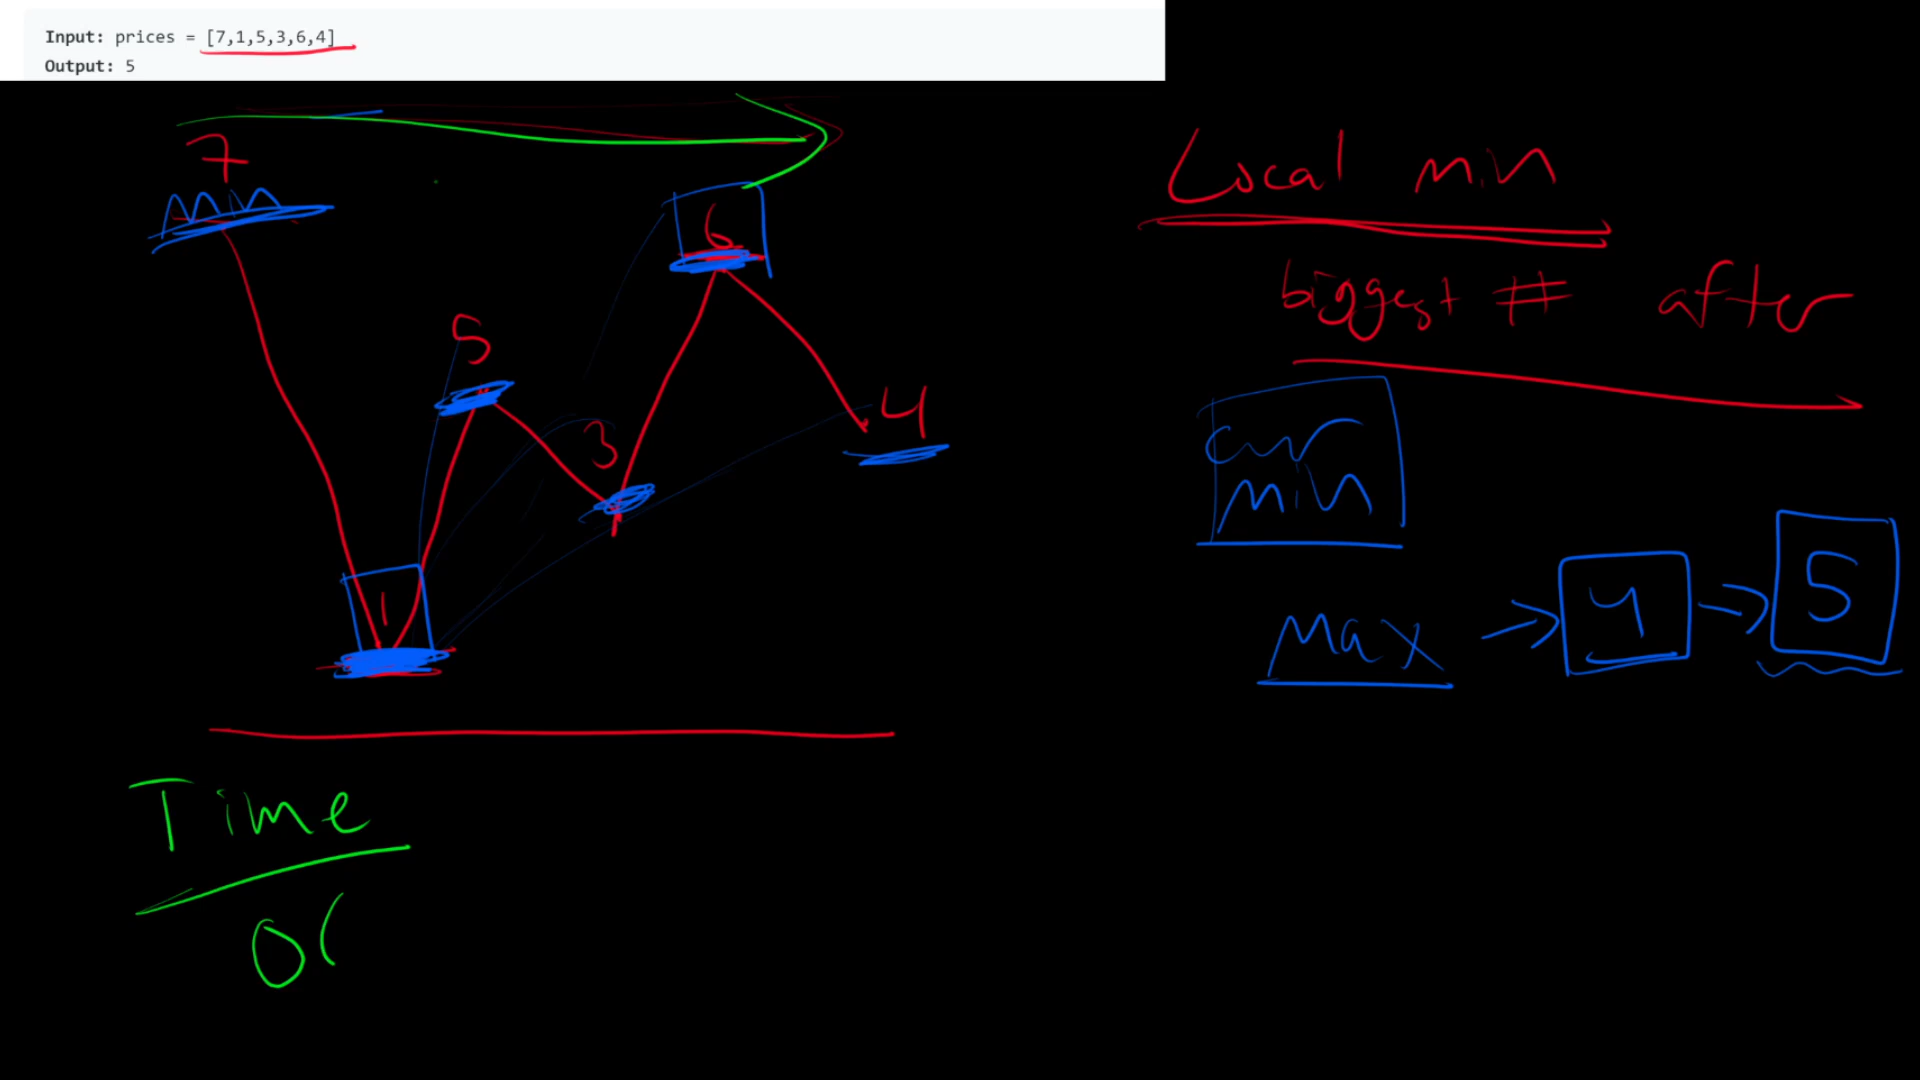 Input: prices = [7,1,5,3,6,4]
Output: 5
7
min
6
5
3
4
1
Local min
biggest # after
cur
min
Max → 4 → 5
Time
O(